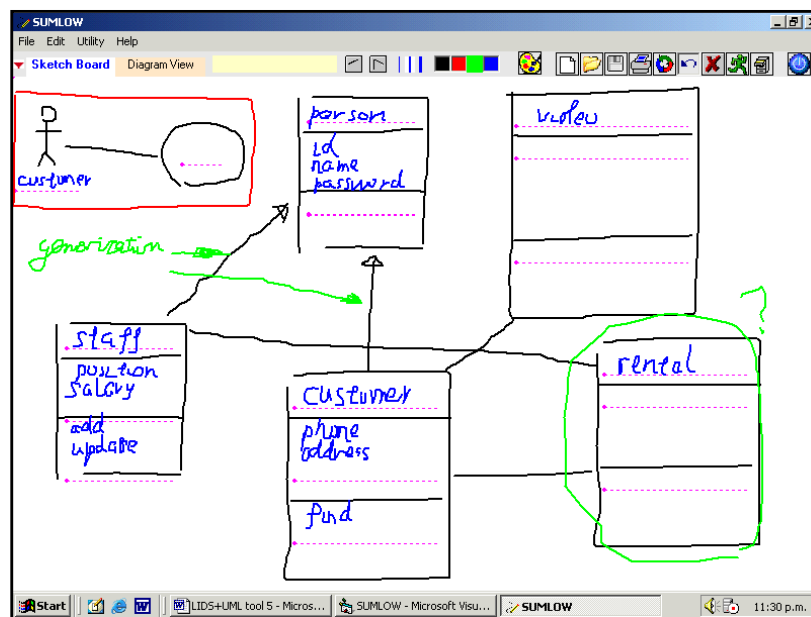 SUMLOW
File Edit Utility Help
Sketch Board Diagram View
person
id
name
password
video
custumer
generization
?
staff
position
salary
add
update
customer
phone
address
find
rental
Start LIDS+UML tool 5 - Micros... SUMLOW - Microsoft Visu... SUMLOW 11:30 p.m.